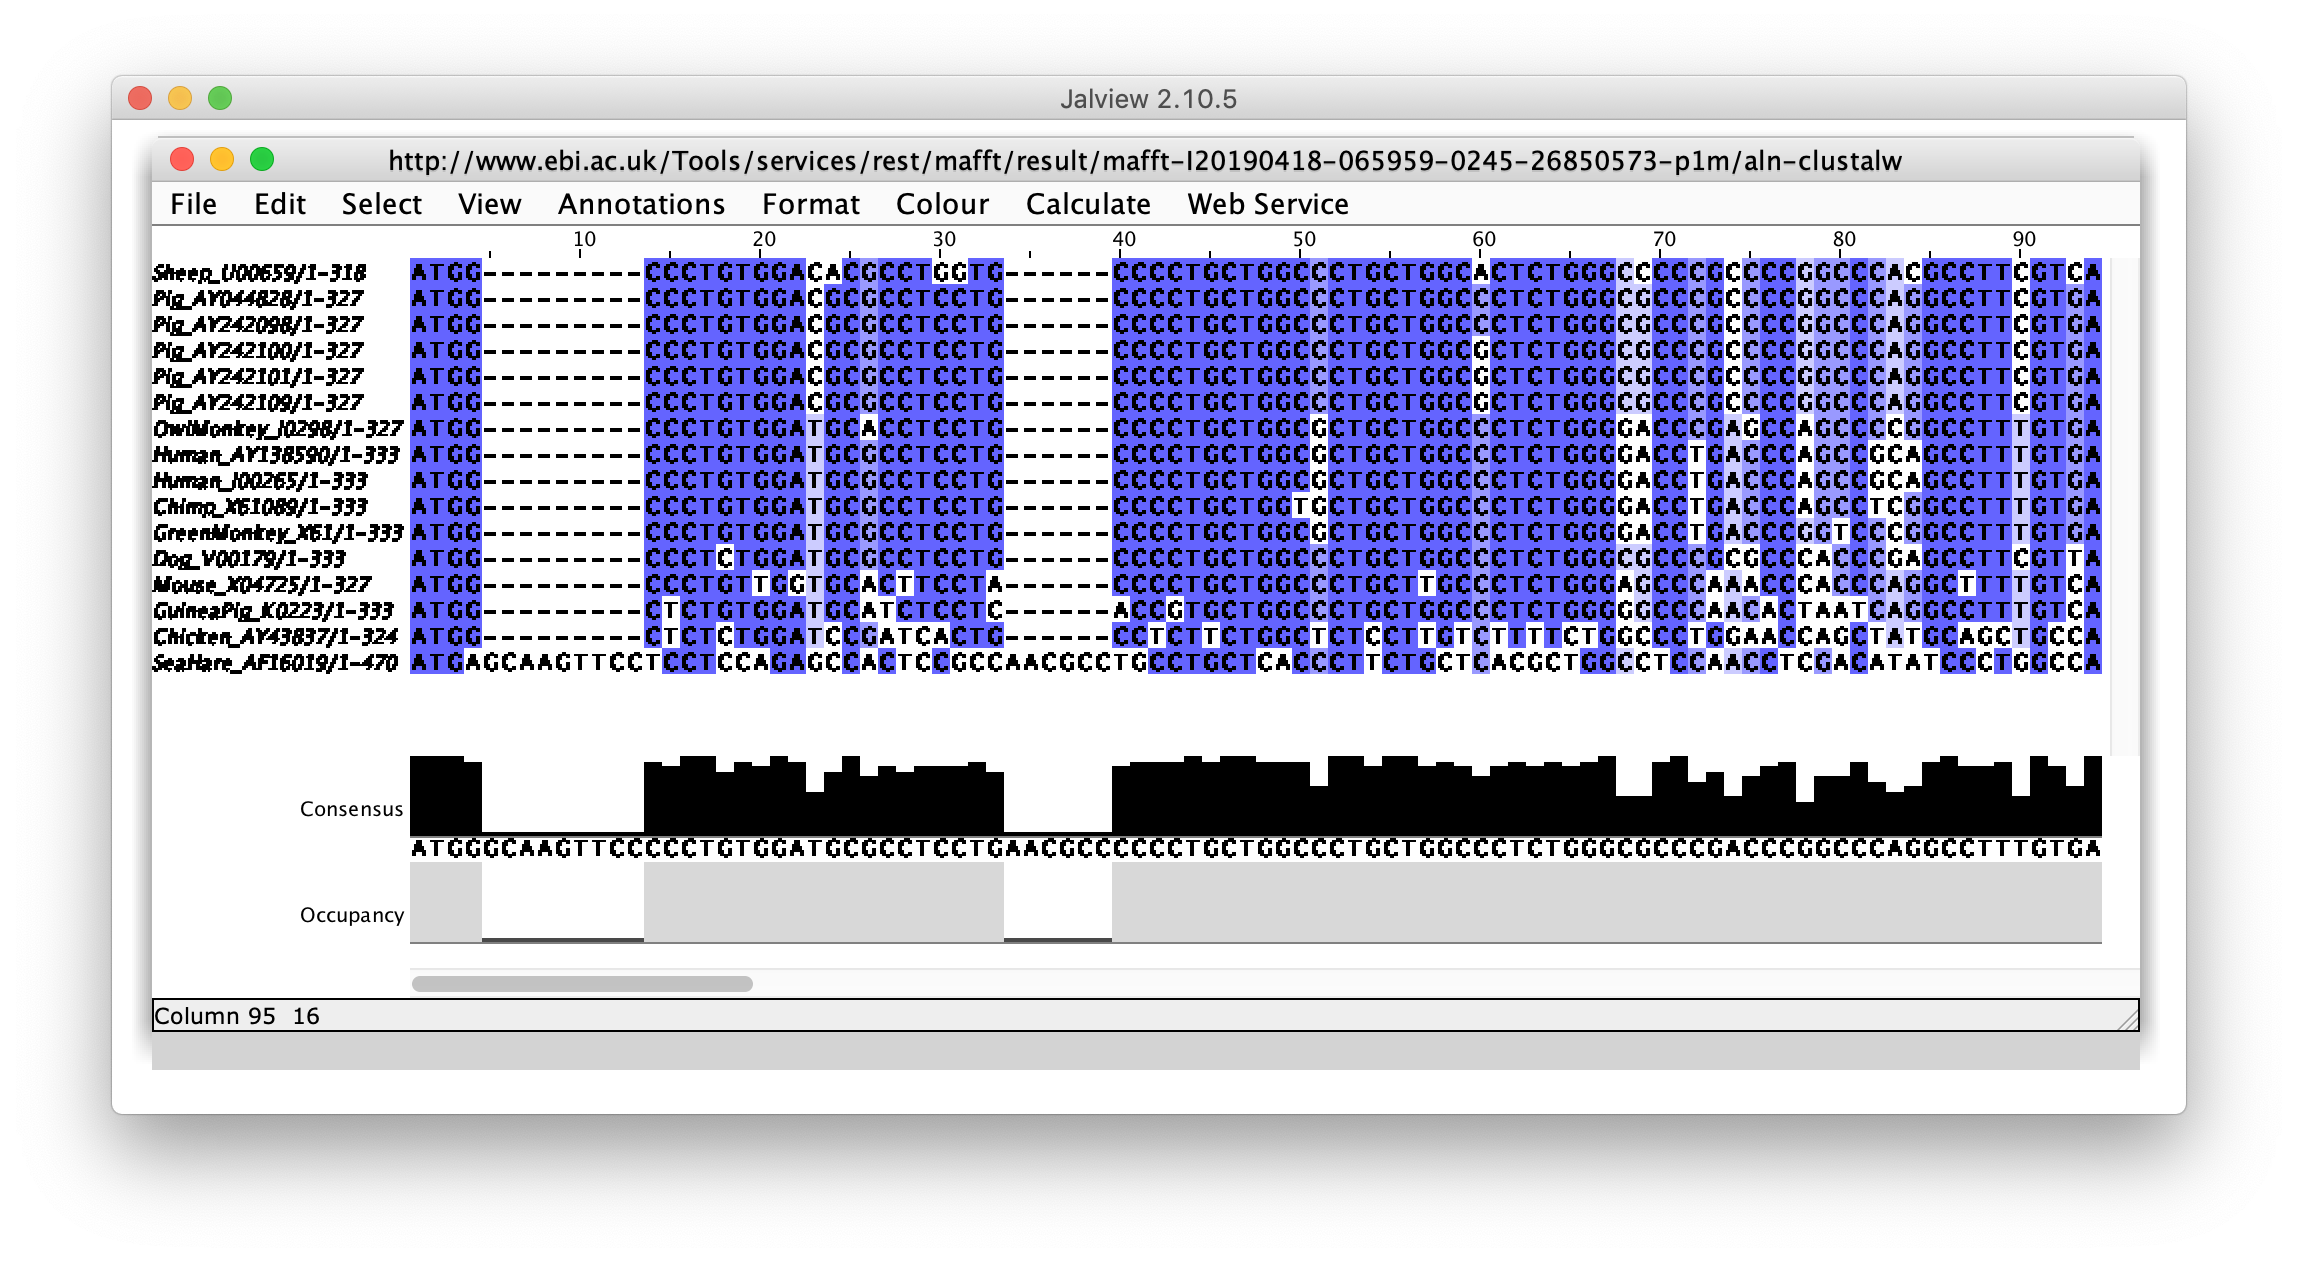 Jalview 2.10.5
http://www.ebi.ac.uk/Tools/services/rest/mafft/result/mafft-I20190418-065959-0245-26850573-p1m/aln-clustalw
File Edit Select View Annotations Format Colour Calculate Web Service
10 20 30 40 50 60 70 80 90
Sheep_U00659/1-318 ATGG---------CCCTGTGGACACGCCTGGTG------CCCCTGCTGGCCCTGCTGGCACTCTGGGCCCCCGCCCCGGCCCACGCCTTCGTCA
Pig_AY044828/1-327 ATGG---------CCCTGTGGACGCGCCTCCTG------CCCCTGCTGGCCCTGCTGGCCCTCTGGGCGCCCGCCCCGGCCCAGGCCTTCGTGA
Pig_AY242098/1-327 ATGG---------CCCTGTGGACGCGCCTCCTG------CCCCTGCTGGCCCTGCTGGCCCTCTGGGCGCCCGCCCCGGCCCAGGCCTTCGTGA
Pig_AY242100/1-327 ATGG---------CCCTGTGGACGCGCCTCCTG------CCCCTGCTGGCCCTGCTGGCGCTCTGGGCGCCCGCCCCGGCCCAGGCCTTCGTGA
Pig_AY242101/1-327 ATGG---------CCCTGTGGACGCGCCTCCTG------CCCCTGCTGGCCCTGCTGGCGCTCTGGGCGCCCGCCCCGGCCCAGGCCTTCGTGA
Pig_AY242109/1-327 ATGG---------CCCTGTGGACGCGCCTCCTG------CCCCTGCTGGCCCTGCTGGCGCTCTGGGCGCCCGCCCCGGCCCAGGCCTTCGTGA
OwlMonkey_J0298/1-327 ATGG---------CCCTGTGGATGCACCTCCTG------CCCCTGCTGGCGCTGCTGGCCCTCTGGGGACCCGAGCCAGCCCCGGCCTTTGTGA
Human_AY138590/1-333 ATGG---------CCCTGTGGATGCGCCTCCTG------CCCCTGCTGGCGCTGCTGGCCCTCTGGGGACCTGACCCAGCCGCAGCCTTTGTGA
Human_J00265/1-333 ATGG---------CCCTGTGGATGCGCCTCCTG------CCCCTGCTGGCGCTGCTGGCCCTCTGGGGACCTGACCCAGCCGCAGCCTTTGTGA
Chimp_X61089/1-333 ATGG---------CCCTGTGGATGCGCCTCCTG------CCCCTGCTGGTGCTGCTGGCCCTCTGGGGACCTGACCCAGCCTCGGCCTTTGTGA
GreenMonkey_X61/1-333 ATGG---------CCCTGTGGATGCGCCTCCTG------CCCCTGCTGGCGCTGCTGGCCCTCTGGGGACCTGACCCGGTCCCGGCCTTTGTGA
Dog_V00179/1-333 ATGG---------CCCTCTGGATGCGCCTCCTG------CCCCTGCTGGCCCTGCTGGCCCTCTGGGCGCCCGCGCCCACCCGAGCCTTCGTTA
Mouse_X04725/1-327 ATGG---------CCCTGTTGGTGCACTTCCTA------CCCCTGCTGGCCCTGCTTGCCCTCTGGGAGCCCAAACCCACCCAGGCTTTTGTCA
GuineaPig_K0223/1-333 ATGG---------CTCTGTGGATGCATCTCCTC------ACCGTGCTGGCCCTGCTGGCCCTCTGGGGGCCCAACACTAATCAGGCCTTTGTCA
Chicken_AY43837/1-324 ATGG---------CTCTCTGGATCCGATCACTG------CCTCTTCTGGCTCTCCTTGTCTTTTCTGGCCCTGGAACCAGCTATGCAGCTGCCA
SeaHare_AF16019/1-470 ATGAGCAAGTTCCTCCTCCAGAGCCACTCCGCCAACGCCTGCCTGCTCACCCTTCTGCTCACGCTGGCCTCCAACCTCGACATATCCCTGGCCA
Consensus
ATGGGCAAGTTCCCCCTGTGGATGCGCCTCCTGAACGCCCCCCTGCTGGCCCTGCTGGCCCTCTGGGCGCCCGACCCGGCCCAGGCCTTTGTGA
Occupancy
Column 95 16